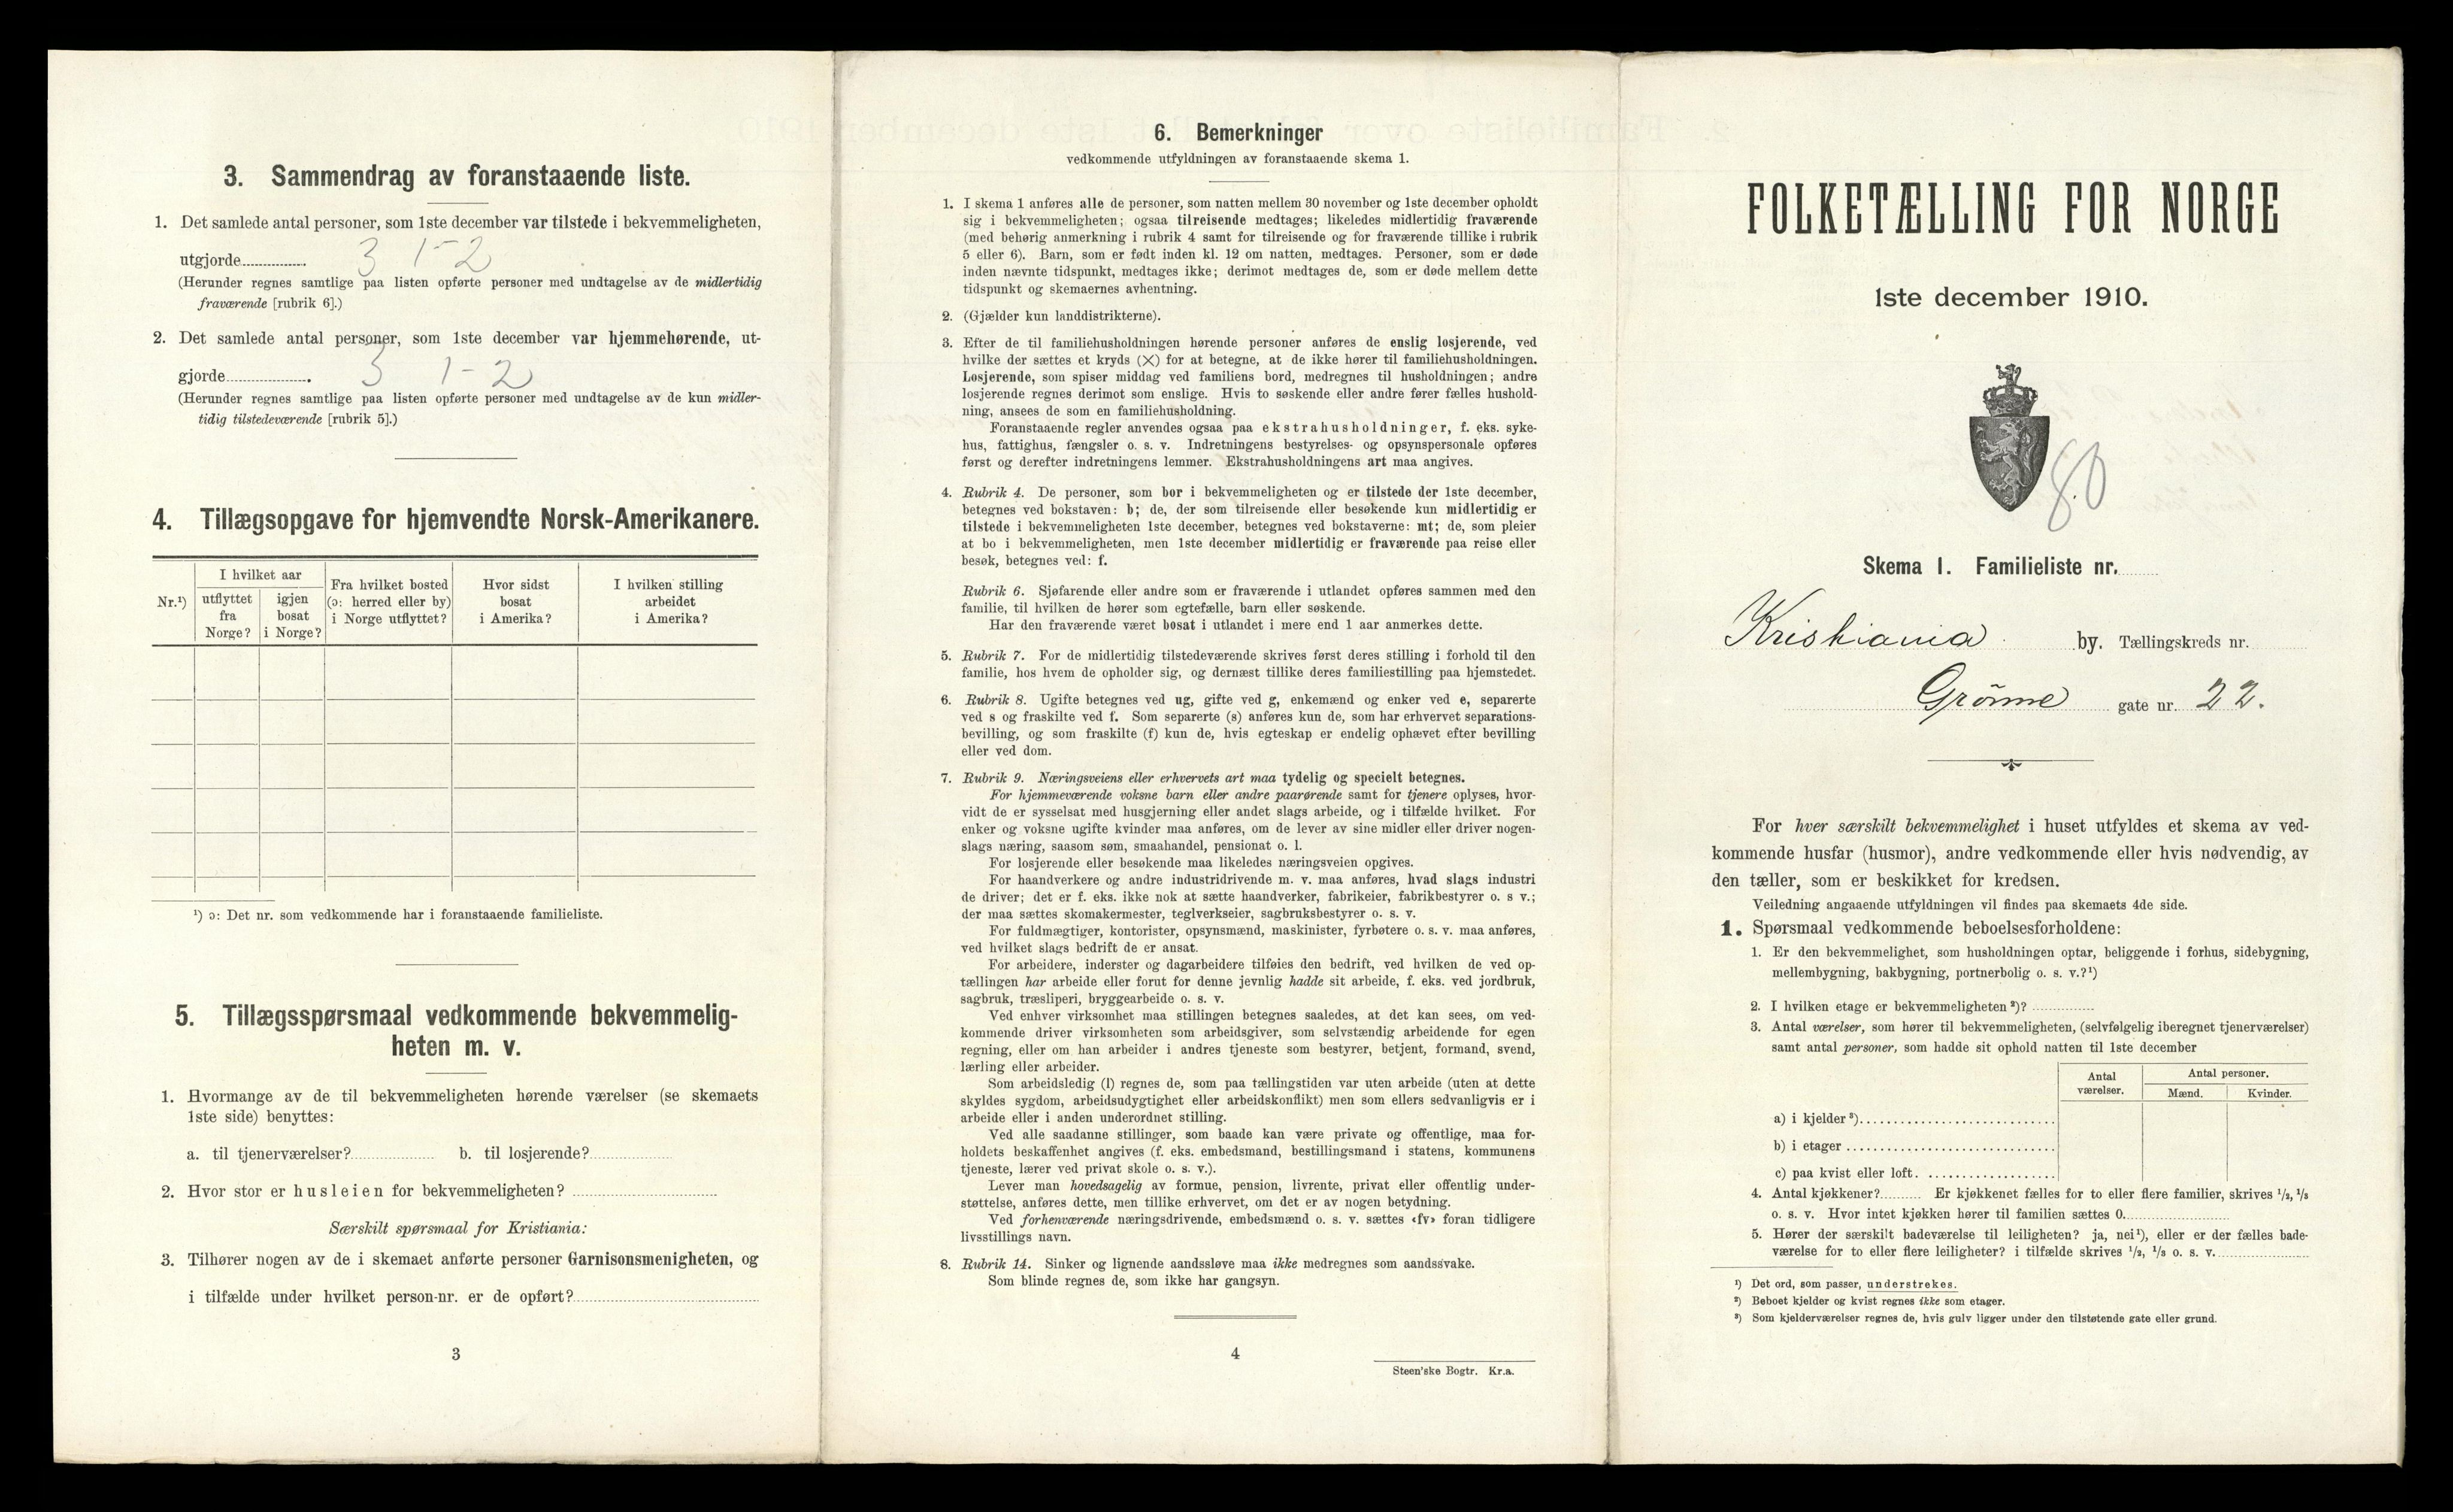 3. Sammendrag av foranstaaende liste.
1. Det samlede antal personer, som 1ste december var tilstede i bekvemmeligheten,
utgjorde 3 1-2
(Herunder regnes samtlige paa listen opførte personer med undtagelse av de midlertidig
fraværende [rubrik 6].)
2. Det samlede antal personer, som 1ste december var hjemmehørende, ut-
gjorde 3 1-2
(Herunder regnes samtlige paa listen opførte personer med undtagelse av de kun midler-
tidig tilstedeværende [rubrik 5].)
4. Tillægsopgave for hjemvendte Norsk-Amerikanere.
Nr.¹)
I hvilket aar
utflyttet
fra
Norge?
igjen
bosat
i Norge?
Fra hvilket bosted
(ɔ: herred eller by)
i Norge utflyttet?
Hvor sidst
bosat
i Amerika?
I hvilken stilling
arbeidet
i Amerika?
¹) ɔ: Det nr. som vedkommende har i foranstaaende familieliste.
5. Tillægsspørsmaal vedkommende bekvemmelig-
heten m. v.
1. Hvormange av de til bekvemmeligheten hørende værelser (se skemaets
1ste side) benyttes:
a. til tjenerværelser? b. til losjerende?
2. Hvor stor er husleien for bekvemmeligheten?
Særskilt spørsmaal for Kristiania:
3. Tilhører nogen av de i skemaet anførte personer Garnisonsmenigheten, og
i tilfælde under hvilket person-nr. er de opført?
3
6. Bemerkninger
vedkommende utfyldningen av foranstaaende skema 1.
1. I skema 1 anføres alle de personer, som natten mellem 30 november og 1ste december opholdt
sig i bekvemmeligheten; ogsaa tilreisende medtages; likeledes midlertidig fraværende
(med behørig anmerkning i rubrik 4 samt for tilreisende og for fraværende tillike i rubrik
5 eller 6). Barn, som er født inden kl. 12 om natten, medtages. Personer, som er døde
inden nævnte tidspunkt, medtages ikke; derimot medtages de, som er døde mellem dette
tidspunkt og skemaernes avhentning.
2. (Gjælder kun landdistrikterne).
3. Efter de til familiehusholdningen hørende personer anføres de enslig losjerende, ved
hvilke der sættes et kryds (✕) for at betegne, at de ikke hører til familiehusholdningen.
Losjerende, som spiser middag ved familiens bord, medregnes til husholdningen; andre
losjerende regnes derimot som enslige. Hvis to søskende eller andre fører fælles hushold-
ning, ansees de som en familiehusholdning.
Foranstaaende regler anvendes ogsaa paa ekstrahusholdninger, f. eks. syke-
hus, fattighus, fængsler o. s. v. Indretningens bestyrelses- og opsynspersonale opføres
først og derefter indretningens lemmer. Ekstrahusholdningens art maa angives.
4. Rubrik 4. De personer, som bor i bekvemmeligheten og er tilstede der 1ste december,
betegnes ved bokstaven: b; de, der som tilreisende eller besøkende kun midlertidig er
tilstede i bekvemmeligheten 1ste december, betegnes ved bokstaverne: mt; de, som pleier
at bo i bekvemmeligheten, men 1ste december midlertidig er fraværende paa reise eller
besøk, betegnes ved: f.
Rubrik 6. Sjøfarende eller andre som er fraværende i utlandet opføres sammen med den
familie, til hvilken de hører som egtefælle, barn eller søskende.
Har den fraværende været bosat i utlandet i mere end 1 aar anmerkes dette.
5. Rubrik 7. For de midlertidig tilstedeværende skrives først deres stilling i forhold til den
familie, hos hvem de opholder sig, og dernæst tillike deres familiestilling paa hjemstedet.
6. Rubrik 8. Ugifte betegnes ved ug, gifte ved g, enkemænd og enker ved e, separerte
ved s og fraskilte ved f. Som separerte (s) anføres kun de, som har erhvervet separations-
bevilling, og som fraskilte (f) kun de, hvis egteskap er endelig ophævet efter bevilling
eller ved dom.
7. Rubrik 9. Næringsveiens eller erhvervets art maa tydelig og specielt betegnes.
For hjemmeværende voksne barn eller andre paarørende samt for tjenere oplyses, hvor-
vidt de er sysselsat med husgjerning eller andet slags arbeide, og i tilfælde hvilket. For
enker og voksne ugifte kvinder maa anføres, om de lever av sine midler eller driver nogen-
slags næring, saasom søm, smaahandel, pensionat o. l.
For losjerende eller besøkende maa likeledes næringsveien opgives.
For haandverkere og andre industridrivende m. v. maa anføres, hvad slags industri
de driver; det er f. eks. ikke nok at sætte haandverker, fabrikeier, fabrikbestyrer o. s v.;
der maa sættes skomakermester, teglverkseier, sagbruksbestyrer o. s. v.
For fuldmægtiger, kontorister, opsynsmænd, maskinister, fyrbøtere o. s. v. maa anføres,
ved hvilket slags bedrift de er ansat.
For arbeidere, inderster og dagarbeidere tilføies den bedrift, ved hvilken de ved op-
tællingen har arbeide eller forut for denne jevnlig hadde sit arbeide, f. eks. ved jordbruk,
sagbruk, træsliperi, bryggearbeide o. s. v.
Ved enhver virksomhet maa stillingen betegnes saaledes, at det kan sees, om ved-
kommende driver virksomheten som arbeidsgiver, som selvstændig arbeidende for egen
regning, eller om han arbeider i andres tjeneste som bestyrer, betjent, formand, svend,
lærling eller arbeider.
Som arbeidsledig (l) regnes de, som paa tællingstiden var uten arbeide (uten at dette
skyldes sygdom, arbeidsudygtighet eller arbeidskonflikt) men som ellers sedvanligvis er i
arbeide eller i anden underordnet stilling.
Ved alle saadanne stillinger, som baade kan være private og offentlige, maa for-
holdets beskaffenhet angives (f. eks. embedsmand, bestillingsmand i statens, kommunens
tjeneste, lærer ved privat skole o. s. v.).
Lever man hovedsagelig av formue, pension, livrente, privat eller offentlig under-
støttelse, anføres dette, men tillike erhvervet, om det er av nogen betydning.
Ved forhenværende næringsdrivende, embedsmænd o. s. v. sættes «fv» foran tidligere
livsstillings navn.
8. Rubrik 14. Sinker og lignende aandssløve maa ikke medregnes som aandssvake.
Som blinde regnes de, som ikke har gangsyn.
4
Steen'ske Bogtr. Kr.a.
FOLKETÆLLING FOR NORGE
1ste december 1910.
80
Skema 1. Familieliste nr.
Kristiania by. Tællingskreds nr.
Grønne gate nr. 22.
For hver særskilt bekvemmelighet i huset utfyldes et skema av ved-
kommende husfar (husmor), andre vedkommende eller hvis nødvendig, av
den tæller, som er beskikket for kredsen.
Veiledning angaaende utfyldningen vil findes paa skemaets 4de side.
1. Spørsmaal vedkommende beboelsesforholdene:
1. Er den bekvemmelighet, som husholdningen optar, beliggende i forhus, sidebygning,
mellembygning, bakbygning, portnerbolig o. s. v.?¹)
2. I hvilken etage er bekvemmeligheten²)?
3. Antal værelser, som hører til bekvemmeligheten, (selvfølgelig iberegnet tjenerværelser)
samt antal personer, som hadde sit ophold natten til 1ste december
Antal
værelser.
Antal personer.
Mænd. Kvinder.
a) i kjelder³)
b) i etager
c) paa kvist eller loft.
4. Antal kjøkkener? Er kjøkkenet fælles for to eller flere familier, skrives ¹/₂, ¹/₃
o. s. v. Hvor intet kjøkken hører til familien sættes 0.
5. Hører der særskilt badeværelse til leiligheten? ja, nei¹), eller er der fælles bade-
værelse for to eller flere leiligheter? i tilfælde skrives ¹/₂, ¹/₃ o. s. v.
¹) Det ord, som passer, understrekes.
²) Beboet kjelder og kvist regnes ikke som etager.
³) Som kjelderværelser regnes de, hvis gulv ligger under den tilstøtende gate eller grund.